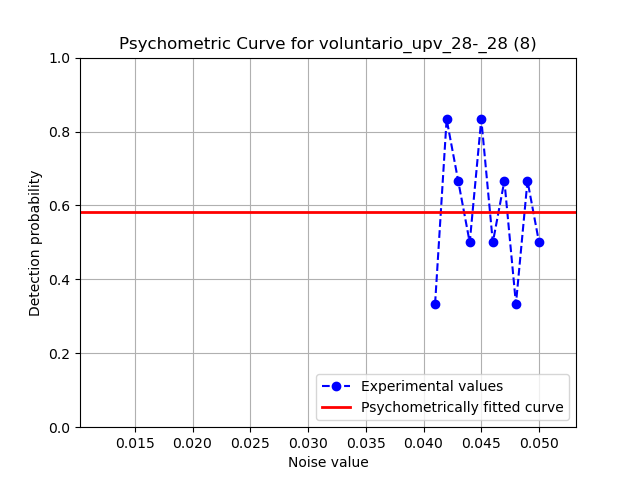 Psychometric Curve for voluntario_upv_28-_28 (8)
1.0
0.8
0.6
0.4
0.2
0.0
Detection probability
0.015 0.020 0.025 0.030 0.035 0.040 0.045 0.050
Noise value
Experimental values
Psychometrically fitted curve